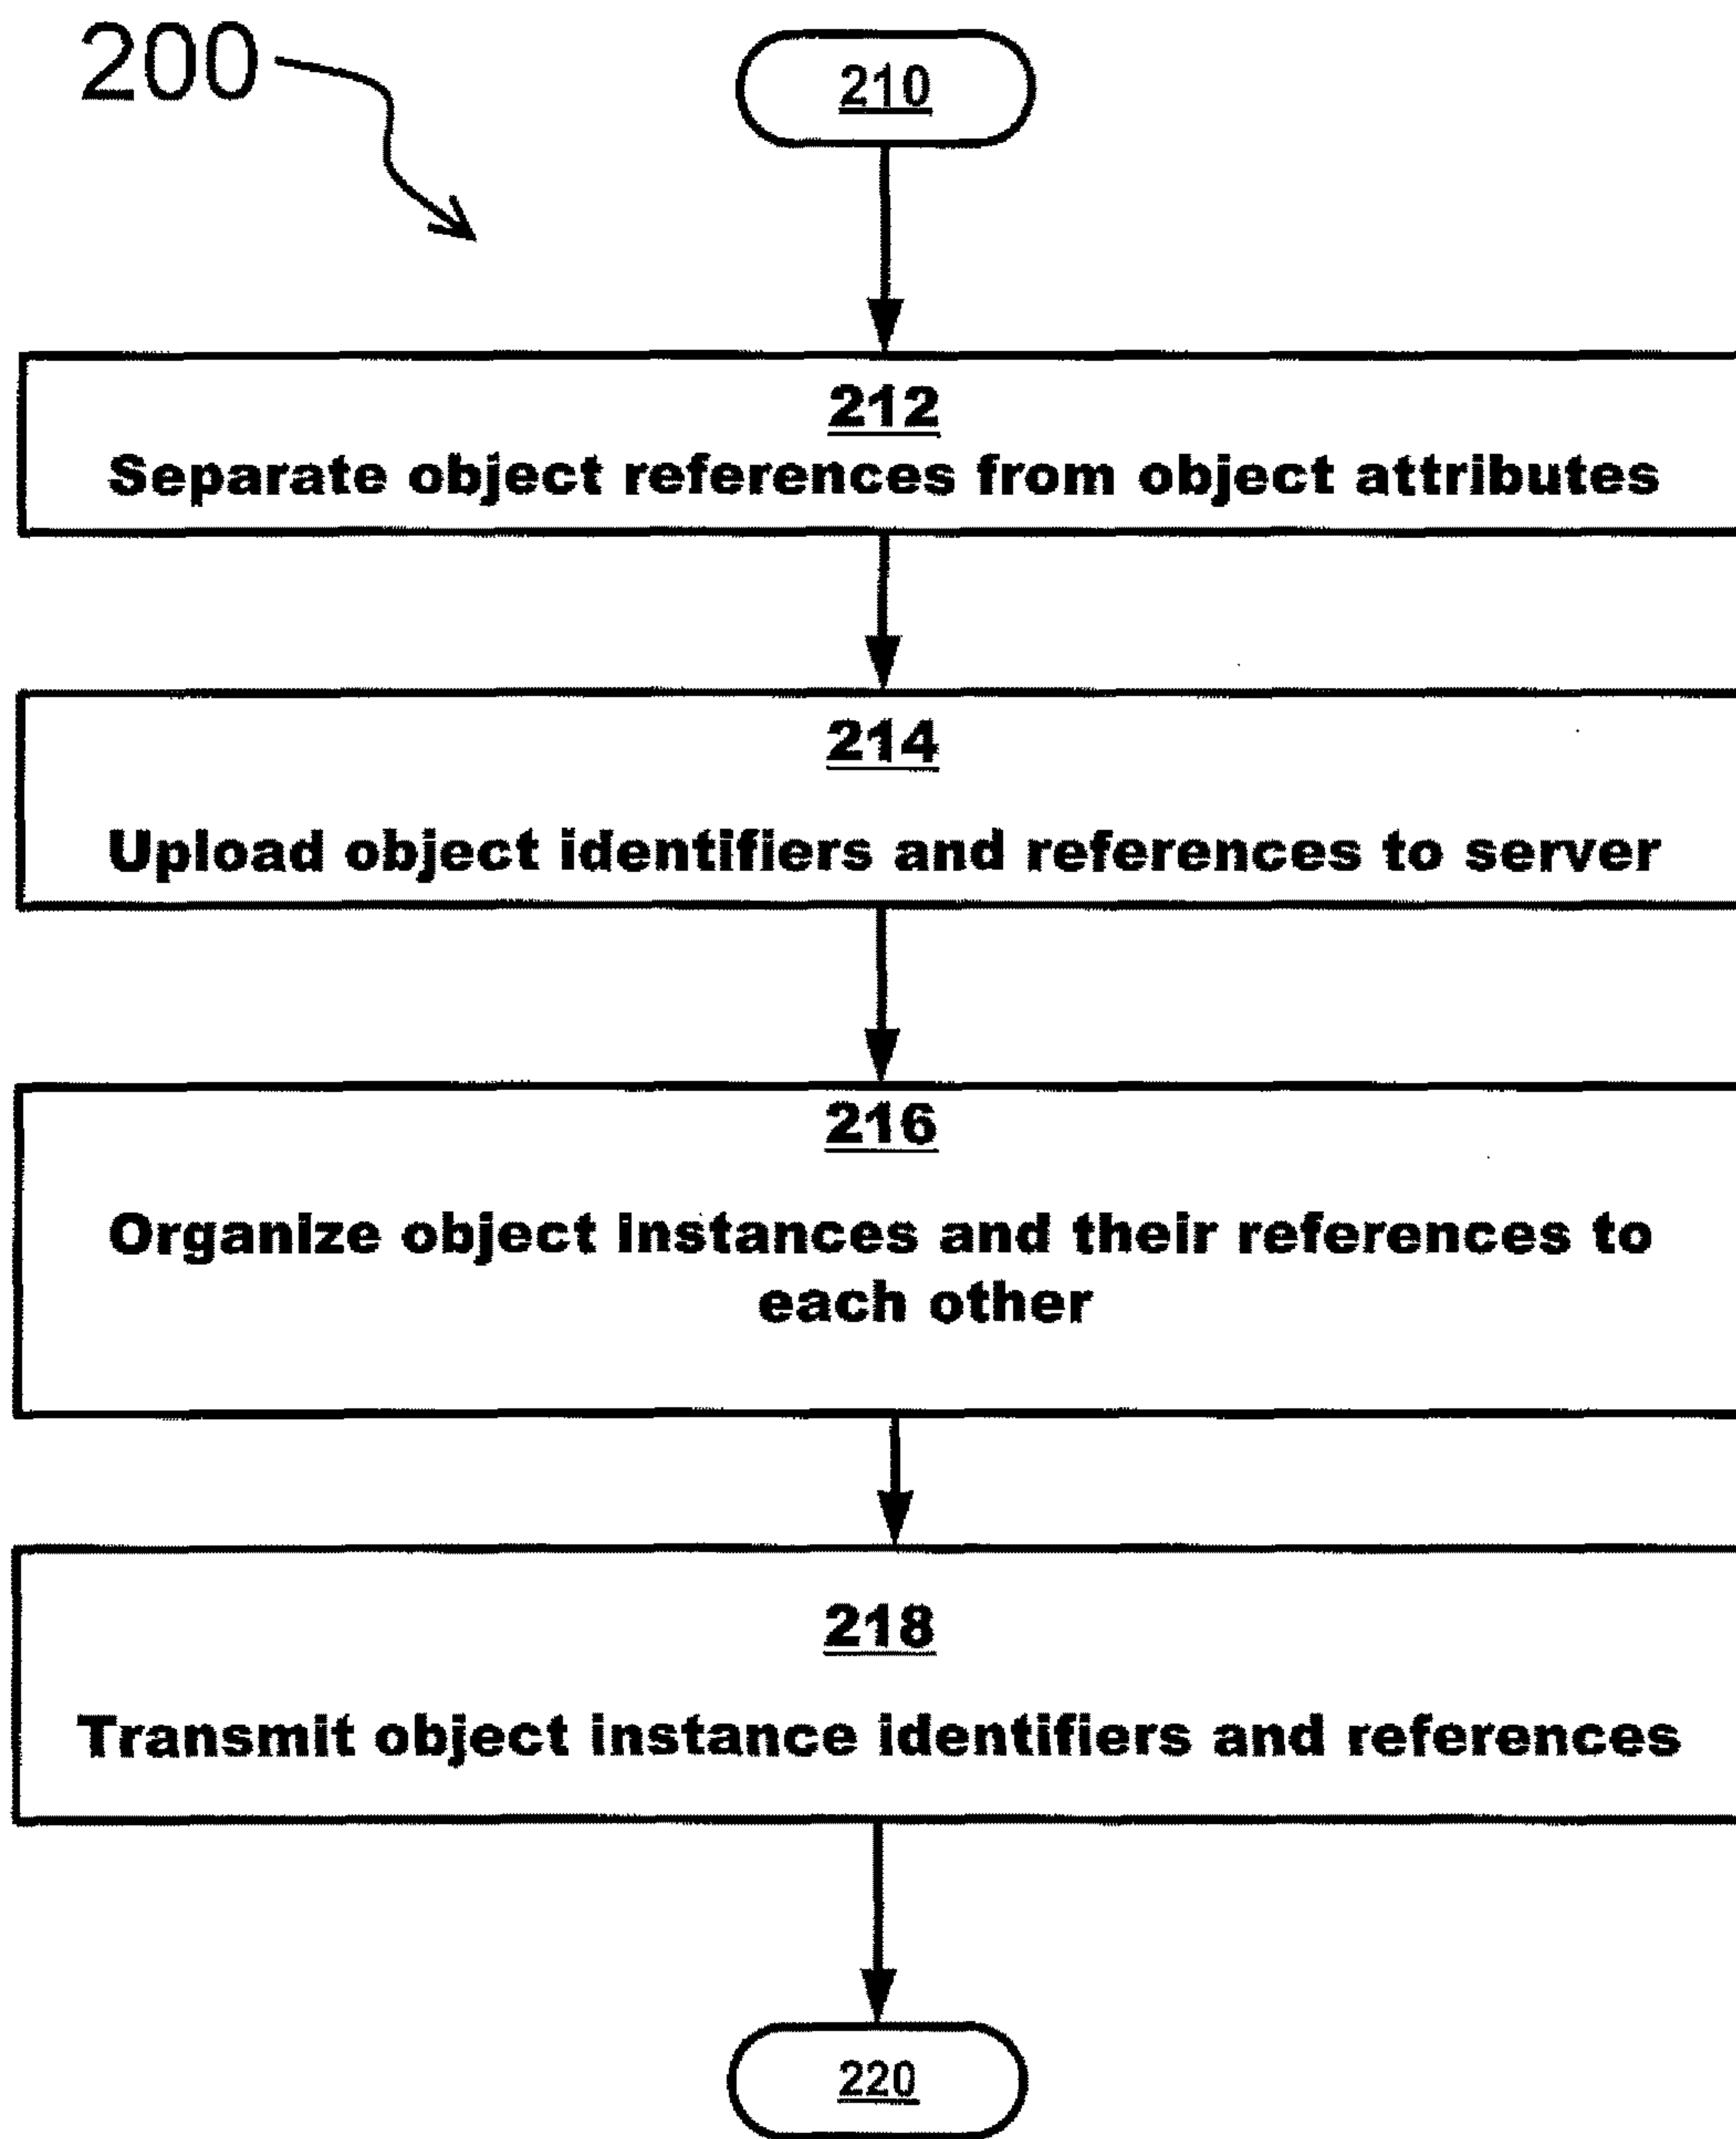 200
210
212
Separate object references from object attributes
214
Upload object identifiers and references to server
216
Organize object instances and their references to
each other
218
Transmit object instance identifiers and references
220